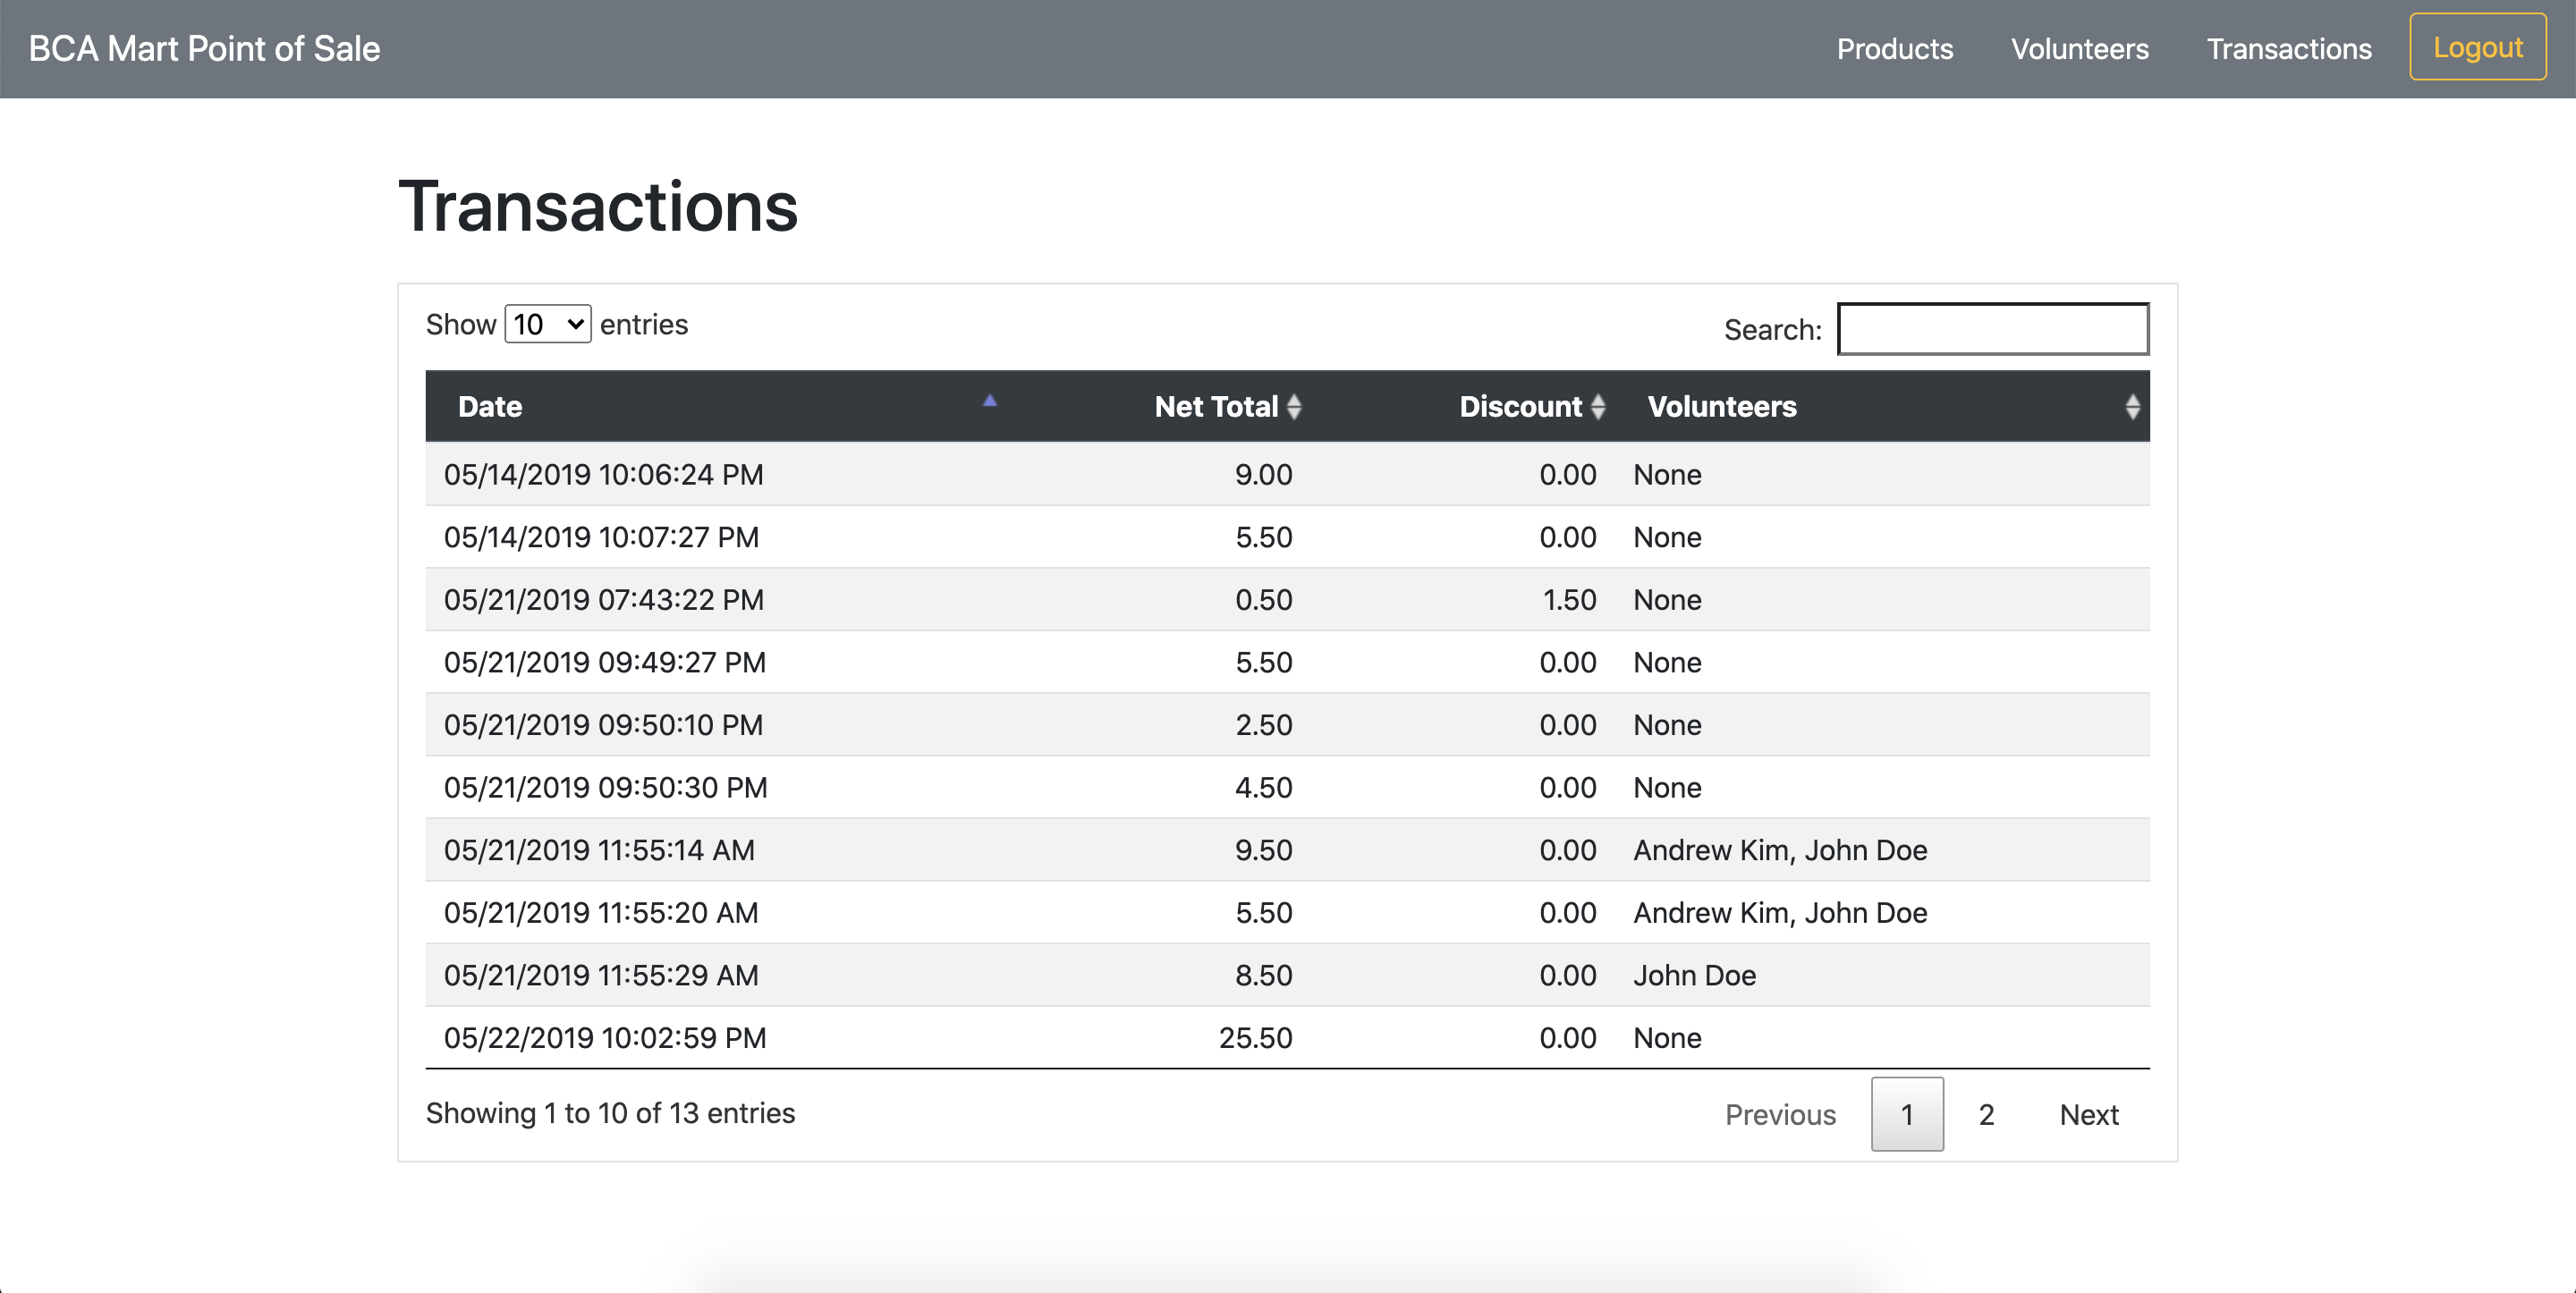 BCA Mart Point of Sale Products Volunteers Transactions Logout
Transactions
Show 10 entries Search:
Date Net Total Discount Volunteers
05/14/2019 10:06:24 PM 9.00 0.00 None
05/14/2019 10:07:27 PM 5.50 0.00 None
05/21/2019 07:43:22 PM 0.50 1.50 None
05/21/2019 09:49:27 PM 5.50 0.00 None
05/21/2019 09:50:10 PM 2.50 0.00 None
05/21/2019 09:50:30 PM 4.50 0.00 None
05/21/2019 11:55:14 AM 9.50 0.00 Andrew Kim, John Doe
05/21/2019 11:55:20 AM 5.50 0.00 Andrew Kim, John Doe
05/21/2019 11:55:29 AM 8.50 0.00 John Doe
05/22/2019 10:02:59 PM 25.50 0.00 None
Showing 1 to 10 of 13 entries Previous 1 2 Next